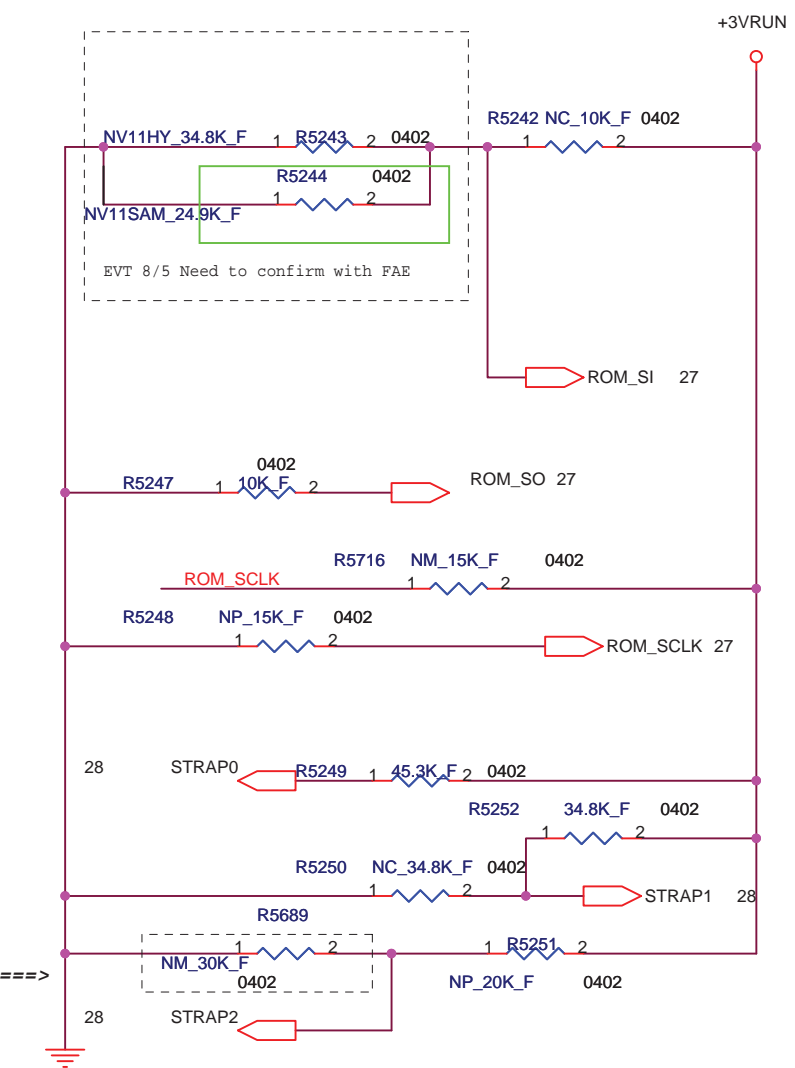 +3VRUN
R5242 NC_10K_F 0402
NV11HY_34.8K_F 1 R5243 2 0402 1 2
R5244 0402
1 2
NV11SAM_24.9K_F
EVT 8/5 Need to confirm with FAE
ROM_SI 27
0402
R5247 1 10K_F 2 ROM_SO 27
R5716 NM_15K_F 0402
ROM_SCLK 1 2
R5248 NP_15K_F 0402
1 2 ROM_SCLK 27
28 STRAP0 R5249 1 45.3K_F 2 0402
R5252 34.8K_F 0402
1 2
R5250 NC_34.8K_F 0402
1 2 STRAP1 28
R5689
1 2 1 R5251 2
NM_30K_F
===>
0402 NP_20K_F 0402
28 STRAP2